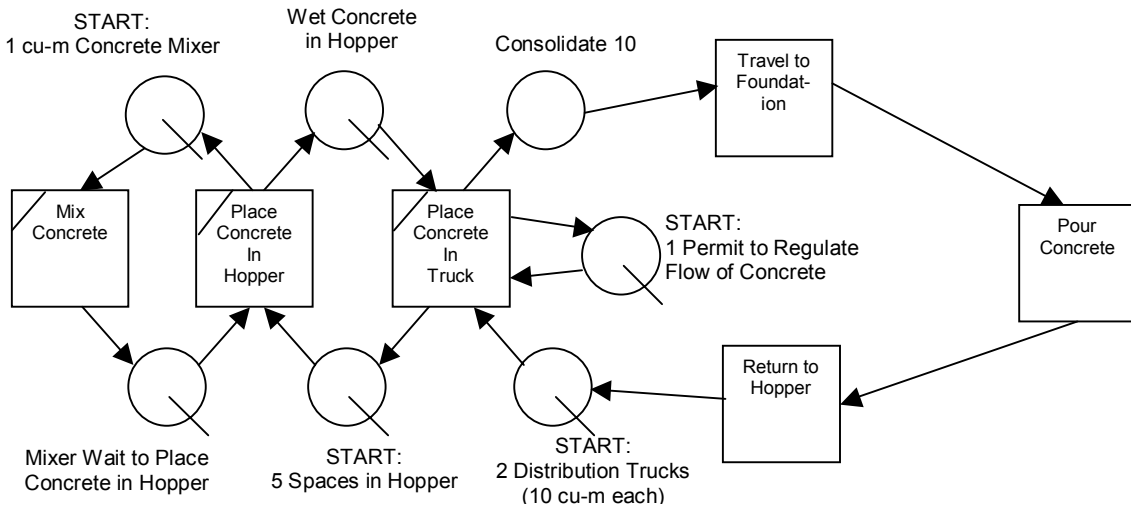 START:
1 cu-m Concrete Mixer
Wet Concrete
in Hopper
Consolidate 10
Travel to
Foundat-
ion
Mix
Concrete
Place
Concrete
In
Hopper
Place
Concrete
In
Truck
START:
1 Permit to Regulate
Flow of Concrete
Pour
Concrete
Return to
Hopper
Mixer Wait to Place
Concrete in Hopper
START:
5 Spaces in Hopper
START:
2 Distribution Trucks
(10 cu-m each)